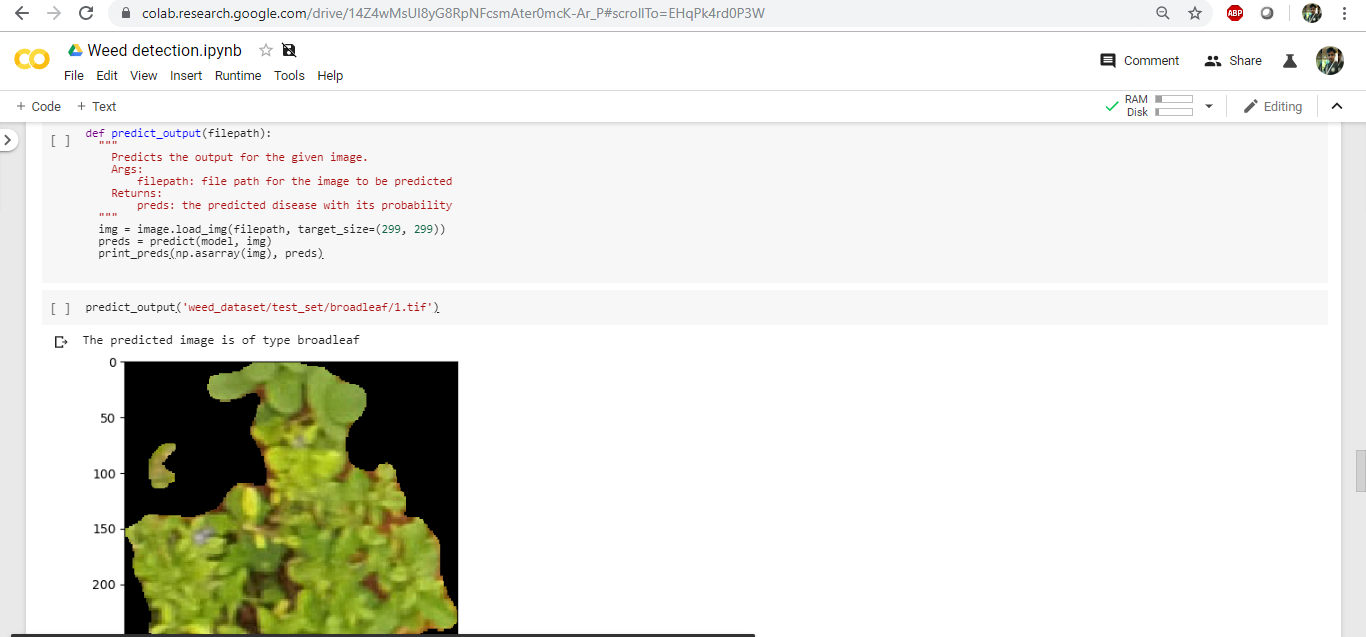 colab.research.google.com/drive/14Z4wMsUI8yG8RpNFcsmAter0mcK-Ar_P#scrollTo=EHqPk4rd0P3W
ABP
CO
Weed detection.ipynb
File Edit View Insert Runtime Tools Help
Comment
Share
+ Code + Text
RAM
Disk
Editing
[ ]
def predict_output(filepath):
"""
Predicts the output for the given image.
Args:
filepath: file path for the image to be predicted
Returns:
preds: the predicted disease with its probability
"""
img = image.load_img(filepath, target_size=(299, 299))
preds = predict(model, img)
print_preds(np.asarray(img), preds)
[ ] predict_output('weed_dataset/test_set/broadleaf/1.tif')
The predicted image is of type broadleaf
0
50
100
150
200